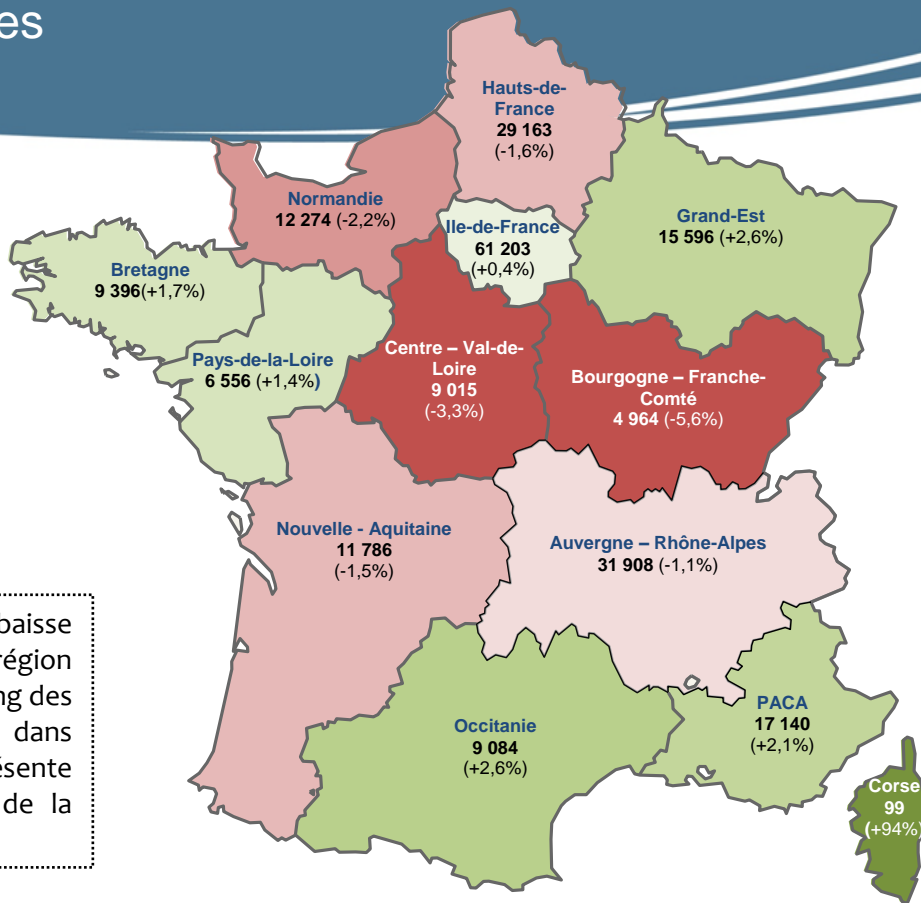 es
Hauts-de-
France
29 163
(-1,6%)
Normandie
12 274 (-2,2%)
Ile-de-France
61 203
(+0,4%)
Grand-Est
15 596 (+2,6%)
Bretagne
9 396(+1,7%)
Pays-de-la-Loire
6 556 (+1,4%)
Centre – Val-de-
Loire
9 015
(-3,3%)
Bourgogne – Franche-
Comté
4 964 (-5,6%)
Nouvelle - Aquitaine
11 786
(-1,5%)
Auvergne – Rhône-Alpes
31 908 (-1,1%)
baisse
région
ng des
dans
ésente
de la
Occitanie
9 084
(+2,6%)
PACA
17 140
(+2,1%)
Corse
99
(+94%)